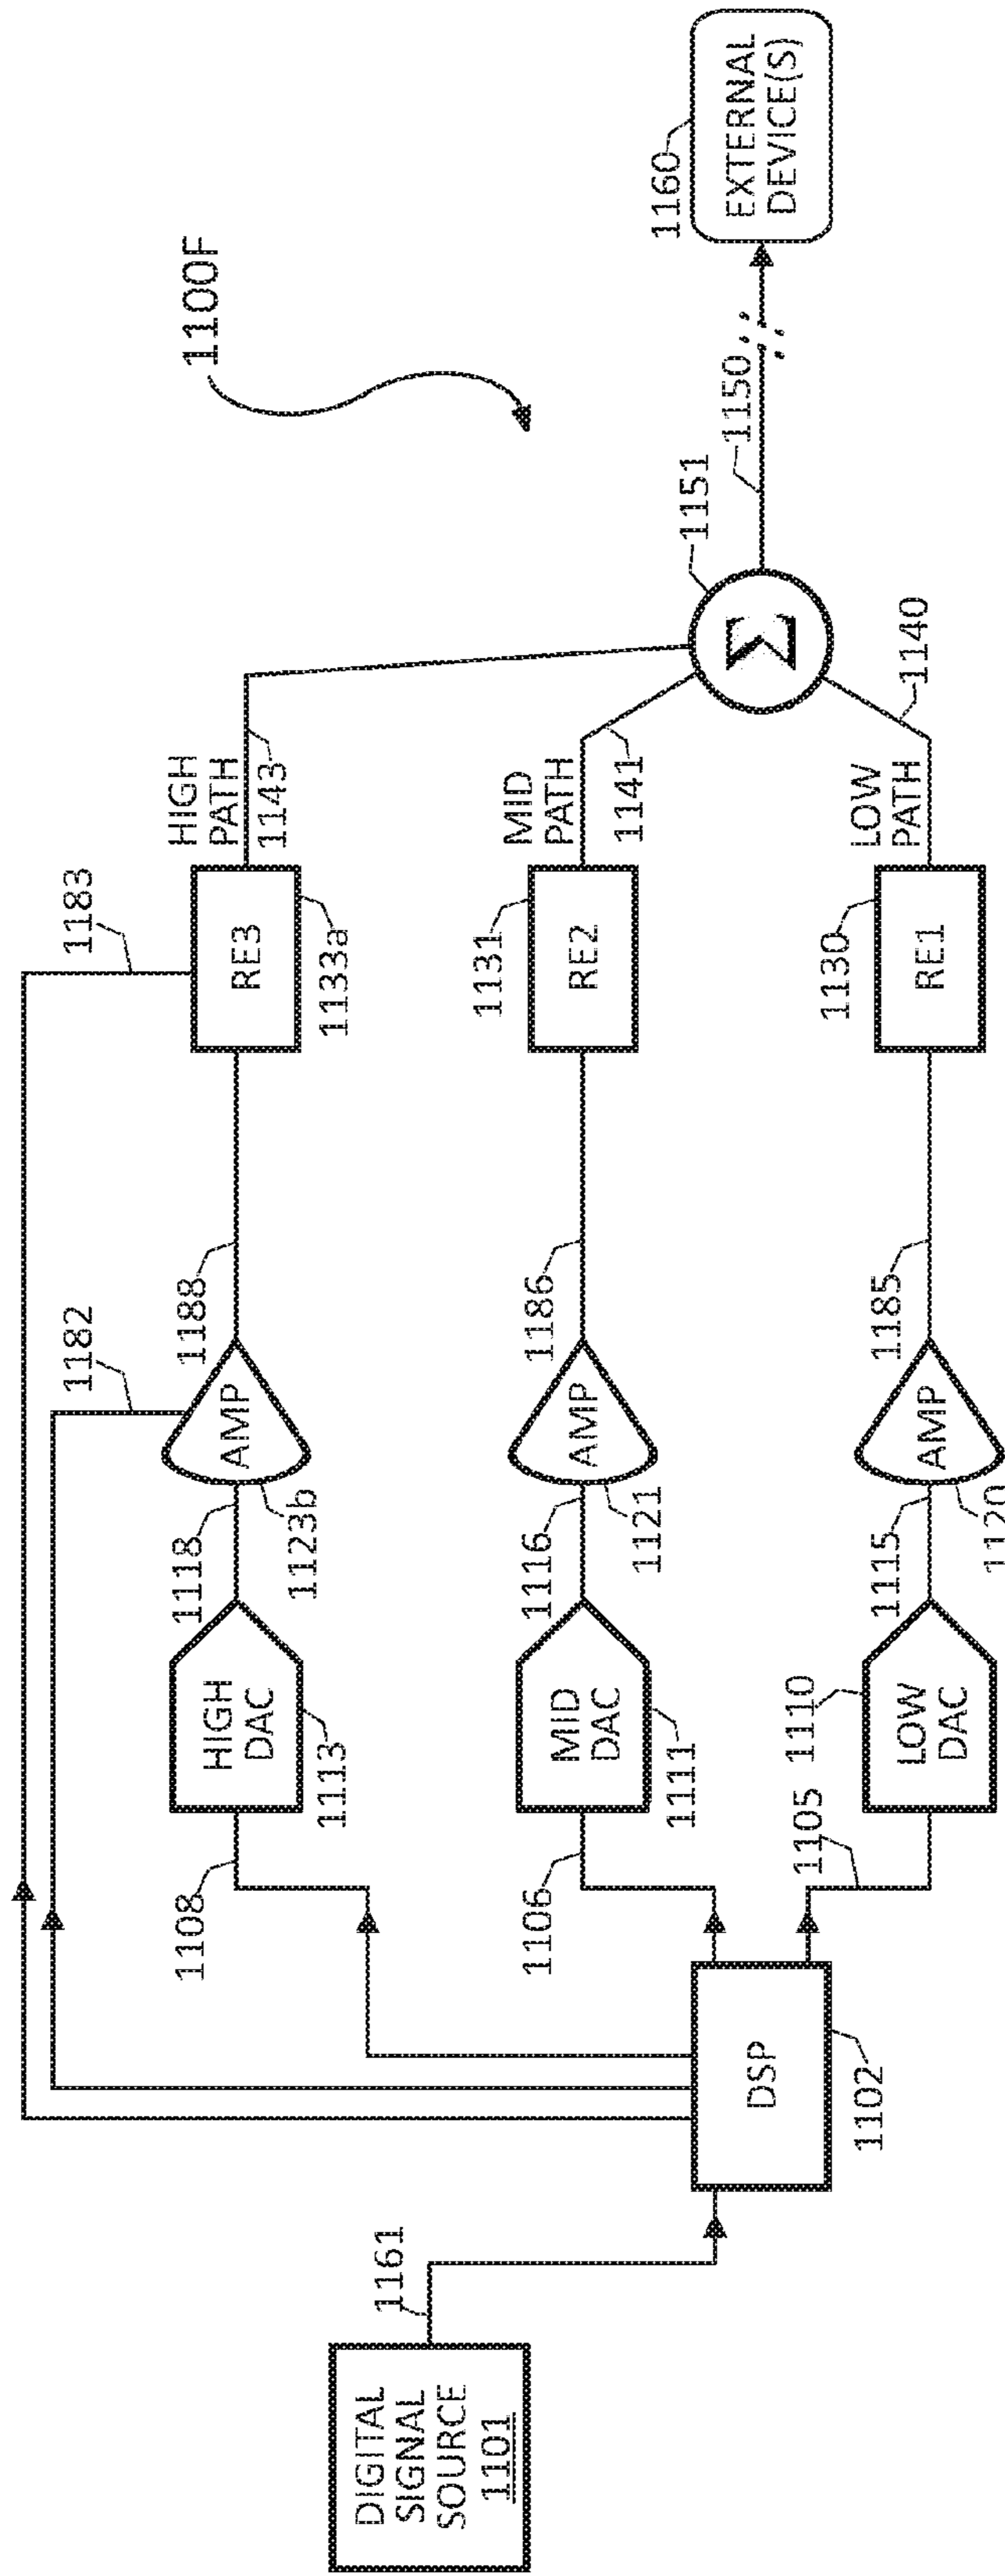 1100F
DIGITAL
SIGNAL
SOURCE
1101
1161
DSP
1102
1183
1182
1108
HIGH
DAC
1113
1118
AMP
1123b
1188
RE3
1133a
HIGH
PATH
1143
1106
MID
DAC
1111
1116
AMP
1121
1186
RE2
1131
MID
PATH
1141
1105
1110
LOW
DAC
1115
AMP
1120
1185
RE1
1130
LOW
PATH
1140
Σ
1151
1150
1160
EXTERNAL
DEVICE(S)